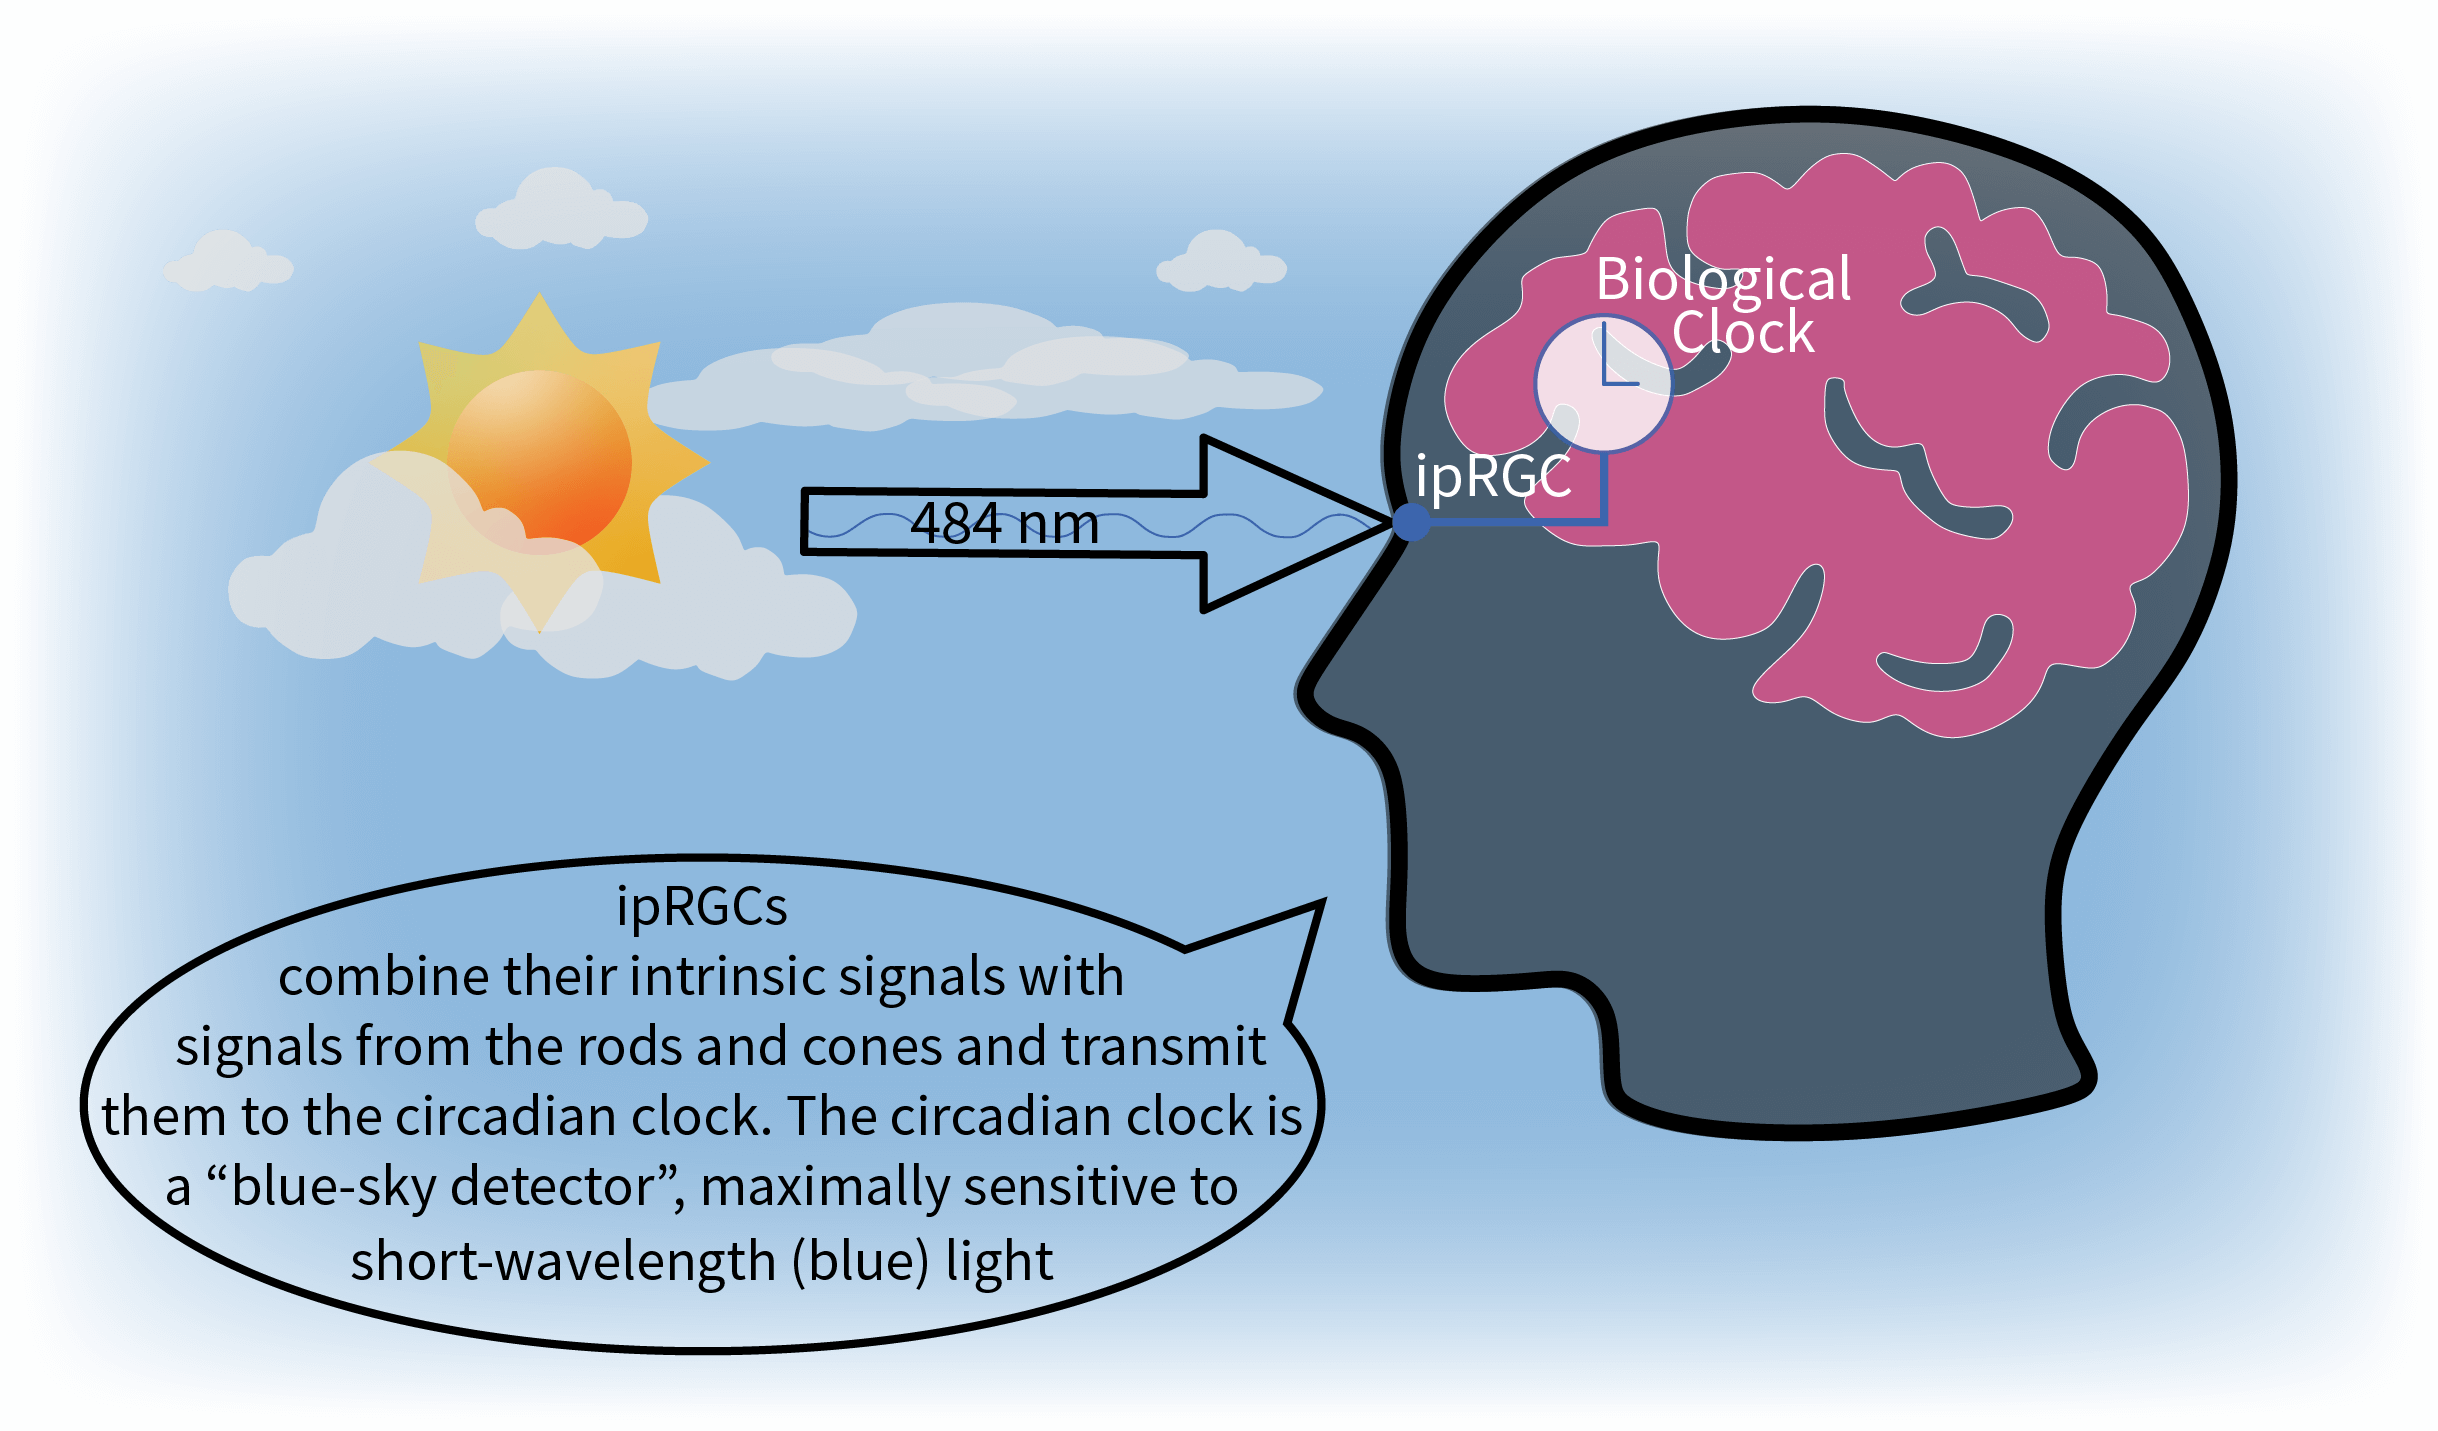 Biological
Clock
ipRGC
484 nm
ipRGCs
combine their intrinsic signals with
signals from the rods and cones and transmit
them to the circadian clock. The circadian clock is
a “blue-sky detector”, maximally sensitive to
short-wavelength (blue) light